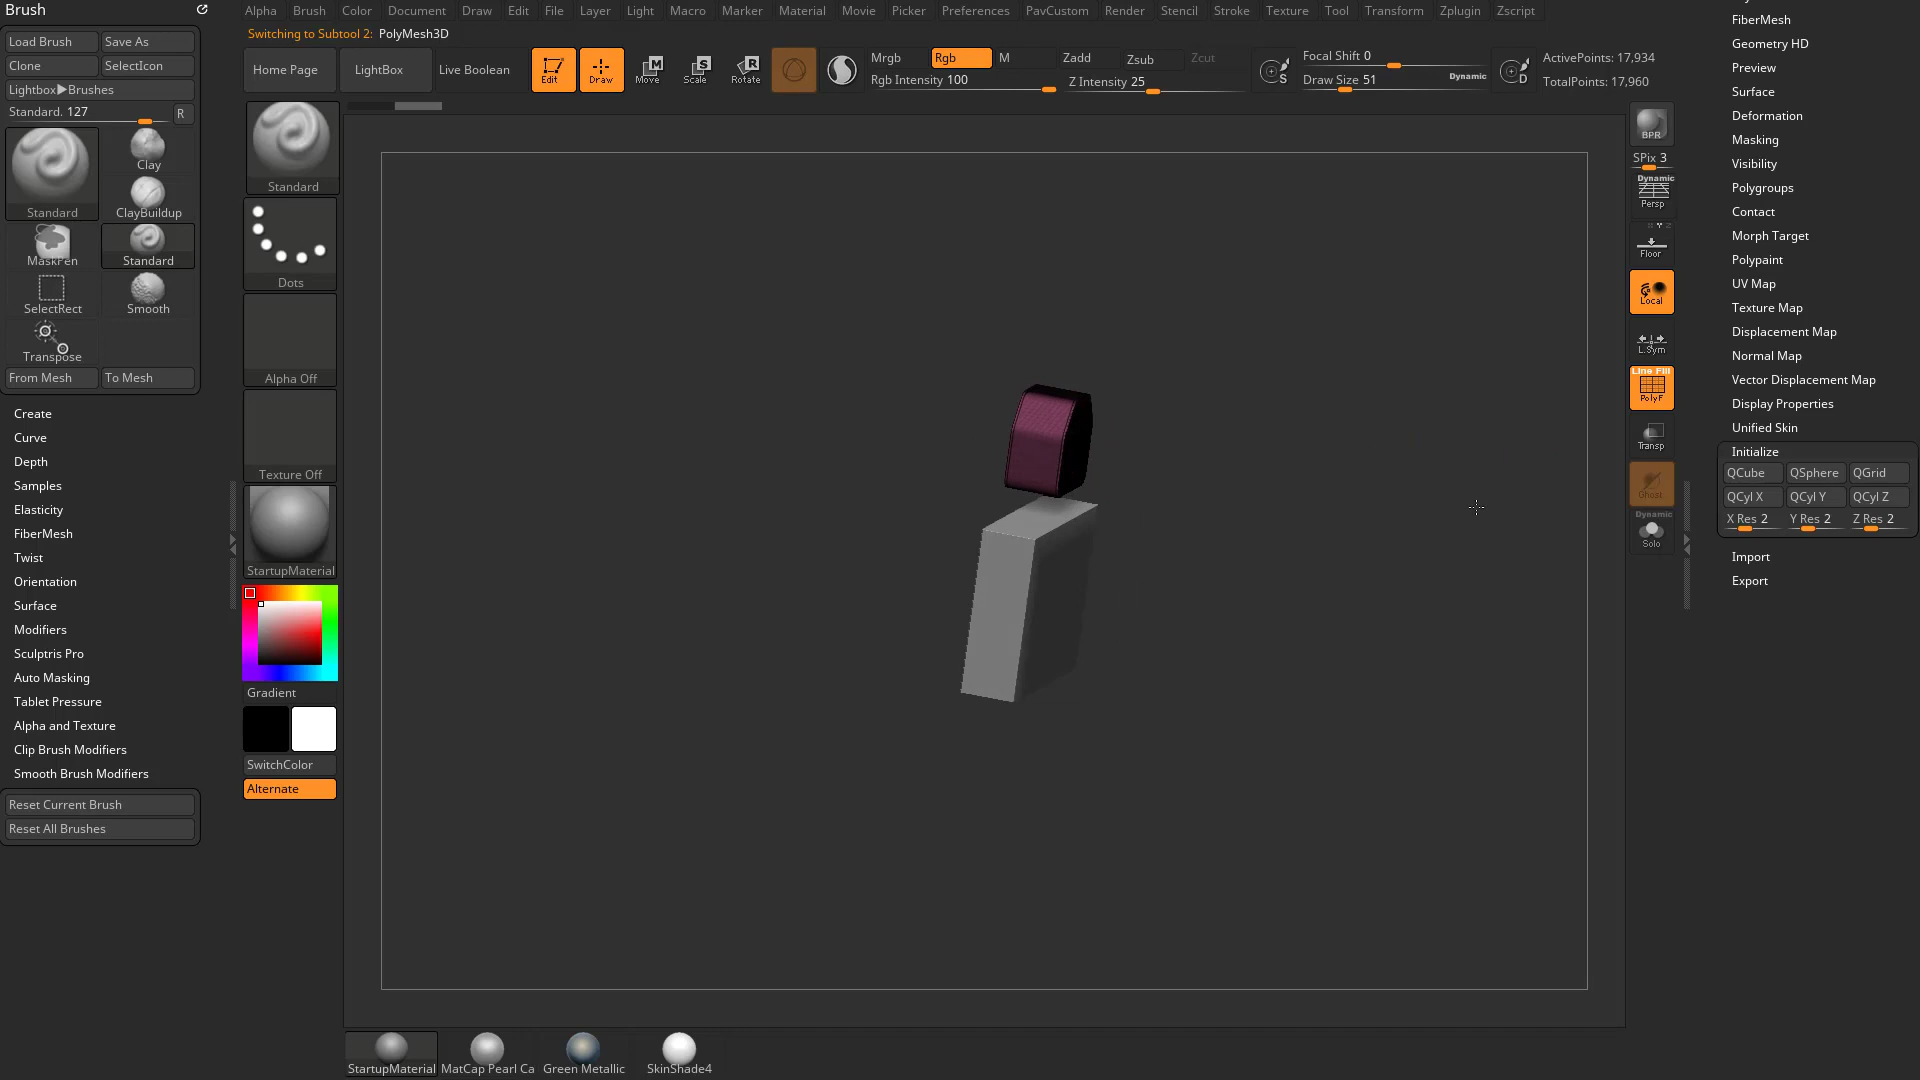 Brush
Alpha Brush Color Document Draw Edit File Layer Light Macro Marker Material Movie Picker Preferences PavCustom Render Stencil Stroke Texture Tool Transform Zplugin Zscript
Switching to Subtool 2: PolyMesh3D
Load Brush Save As
Clone SelectIcon
Lightbox▶Brushes
Standard. 127 R
Standard
Clay
ClayBuildup
MaskPen
Standard
SelectRect
Smooth
Transpose
From Mesh To Mesh
Create
Curve
Depth
Samples
Elasticity
FiberMesh
Twist
Orientation
Surface
Modifiers
Sculptris Pro
Auto Masking
Tablet Pressure
Alpha and Texture
Clip Brush Modifiers
Smooth Brush Modifiers
Reset Current Brush
Reset All Brushes
Home Page LightBox Live Boolean
Edit Draw Move Scale Rotate
Mrgb Rgb M
Rgb Intensity 100
Zadd Zsub Zcut
Z Intensity 25
Focal Shift 0
Draw Size 51 Dynamic
ActivePoints: 17,934
TotalPoints: 17,960
Standard
Dots
Alpha Off
Texture Off
StartupMaterial
Gradient
SwitchColor
Alternate
BPR
SPix 3
Dynamic
Persp
Floor
Local
L.Sym
Line Fill
PolyF
Transp
Ghost
Dynamic
Solo
FiberMesh
Geometry HD
Preview
Surface
Deformation
Masking
Visibility
Polygroups
Contact
Morph Target
Polypaint
UV Map
Texture Map
Displacement Map
Normal Map
Vector Displacement Map
Display Properties
Unified Skin
Initialize
QCube QSphere QGrid
QCyl X QCyl Y QCyl Z
X Res 2 Y Res 2 Z Res 2
Import
Export
StartupMaterial MatCap Pearl Ca Green Metallic SkinShade4